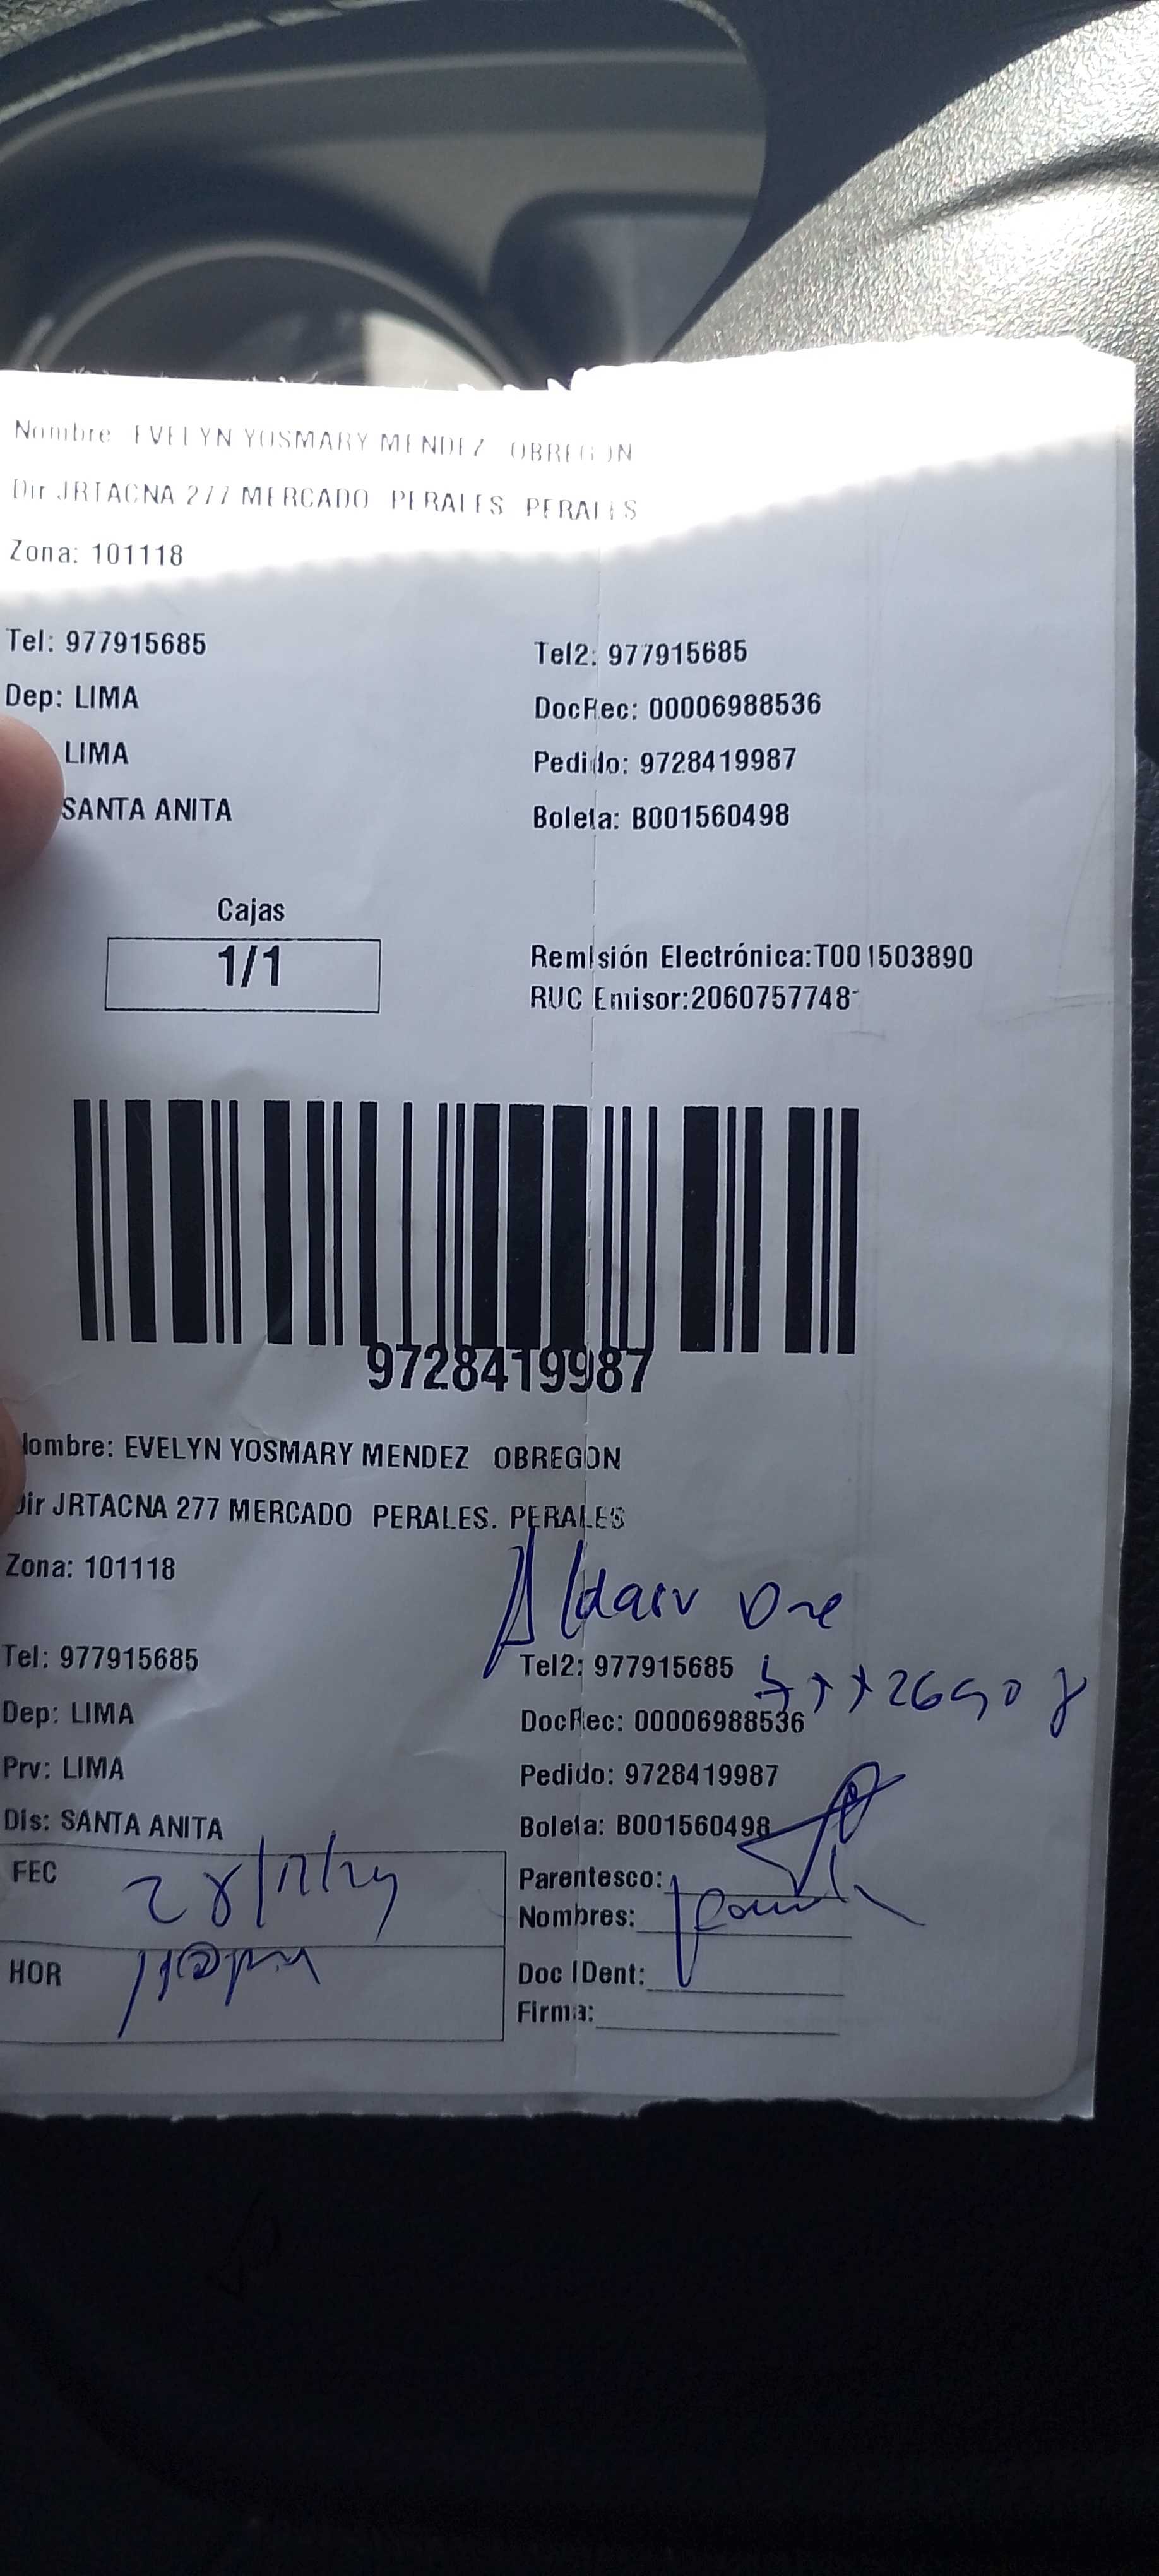 Nombre: EVELYN YOSMARY MENDEZ OBREGON
Dir JRTACNA 277 MERCADO PERALES PERALES
Zona: 101118
Tel: 977915685 Tel2: 977915685
Dep: LIMA DocRec: 00006988536
LIMA Pedido: 9728419987
SANTA ANITA Boleta: B001560498
Cajas
1/1
Remisión Electrónica:T001503890
RUC Emisor:2060757748
9728419987
Nombre: EVELYN YOSMARY MENDEZ OBREGON
Dir JRTACNA 277 MERCADO PERALES. PERALES
Zona: 101118
Tel: 977915685 Tel2: 977915685
Dep: LIMA DocRec: 00006988536
Prv: LIMA Pedido: 9728419987
Dis: SANTA ANITA Boleta: B001560498
FEC 28/12/24 Parentesco:
Nombres:
HOR Doc IDent:
Firma: